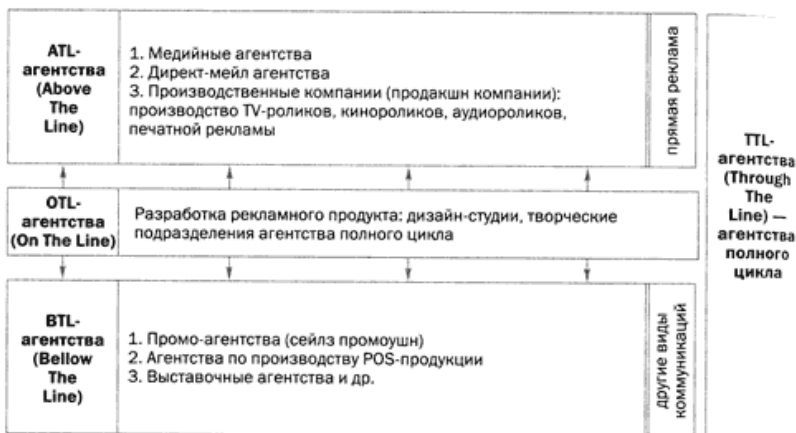 ATL-
агентства
(Above
The
Line)
1. Медийные агентства
2. Директ-мейл агентства
3. Производственные компании (продакшн компании):
производство TV-роликов, кинороликов, аудиороликов,
печатной рекламы
прямая реклама
OTL-
агентства
(On The Line)
Разработка рекламного продукта: дизайн-студии, творческие
подразделения агентства полного цикла
BTL-
агентства
(Bellow
The
Line)
1. Промо-агентства (сейлз промоушн)
2. Агентства по производству POS-продукции
3. Выставочные агентства и др.
другие виды
коммуникаций
TTL-
агентства
(Through
The
Line) —
агентства
полного
цикла